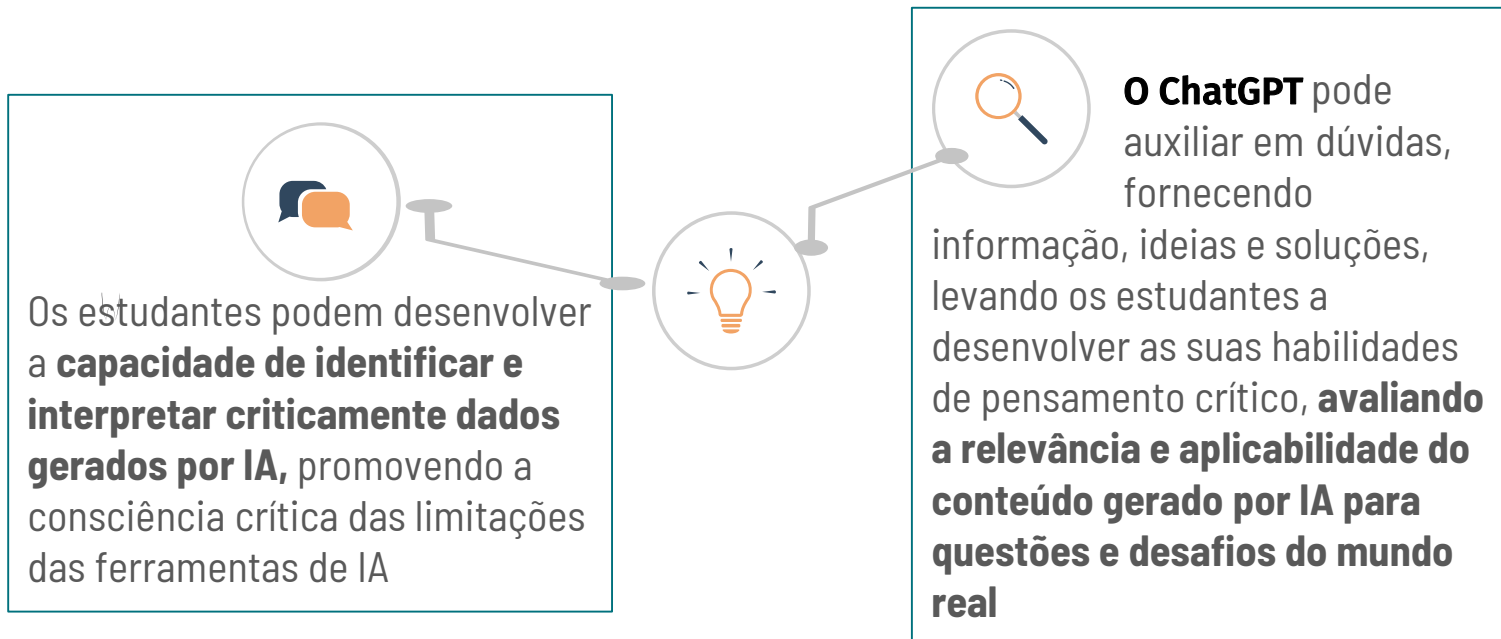 Os estudantes podem desenvolver
a capacidade de identificar e
interpretar criticamente dados
gerados por IA, promovendo a
consciência crítica das limitações
das ferramentas de IA
O ChatGPT pode
auxiliar em dúvidas,
fornecendo
informação, ideias e soluções,
levando os estudantes a
desenvolver as suas habilidades
de pensamento crítico, avaliando
a relevância e aplicabilidade do
conteúdo gerado por IA para
questões e desafios do mundo
real